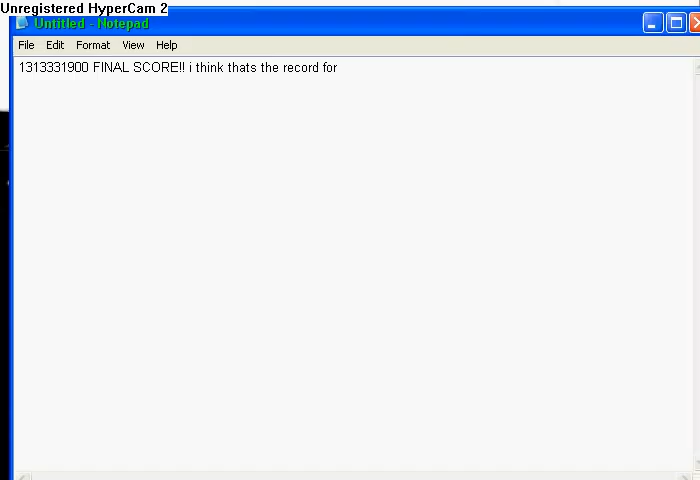 Unregistered HyperCam 2
Untitled - Notepad
File Edit Format View Help
1313331900 FINAL SCORE!! i think thats the record for